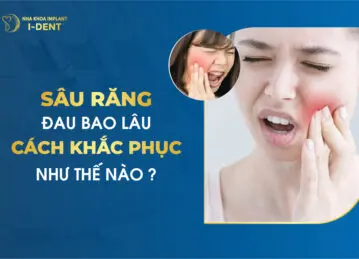 NHA KHOA IMPLANT
I-DENT
SÂU RĂNG
ĐAU BAO LÂU
CÁCH KHẮC PHỤC
NHƯ THẾ NÀO ?